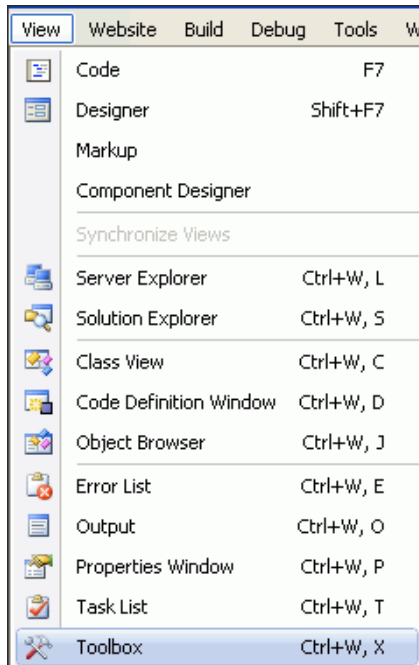 View Website Build Debug Tools W
Code F7
Designer Shift+F7
Markup
Component Designer
Synchronize Views
Server Explorer Ctrl+W, L
Solution Explorer Ctrl+W, S
Class View Ctrl+W, C
Code Definition Window Ctrl+W, D
Object Browser Ctrl+W, J
Error List Ctrl+W, E
Output Ctrl+W, O
Properties Window Ctrl+W, P
Task List Ctrl+W, T
Toolbox Ctrl+W, X